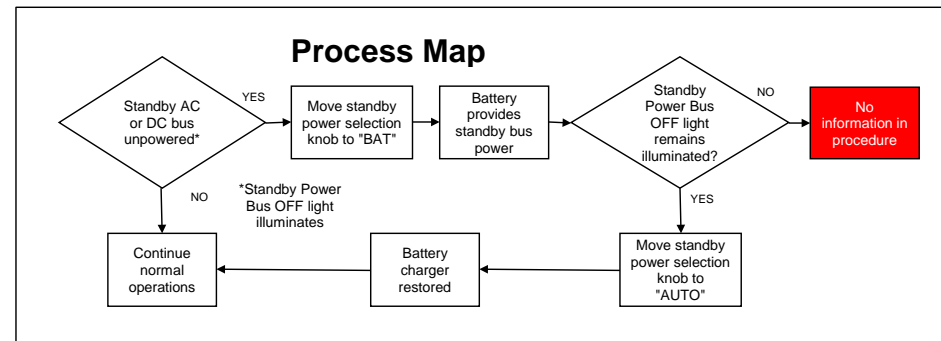 Process Map
Standby AC
or DC bus
unpowered*
YES
Move standby
power selection
knob to "BAT"
Battery
provides
standby bus
power
Standby
Power Bus
OFF light
remains
illuminated?
NO
No
information in
procedure
NO
*Standby Power
Bus OFF light
illuminates
YES
Continue
normal
operations
Battery
charger
restored
Move standby
power selection
knob to
"AUTO"